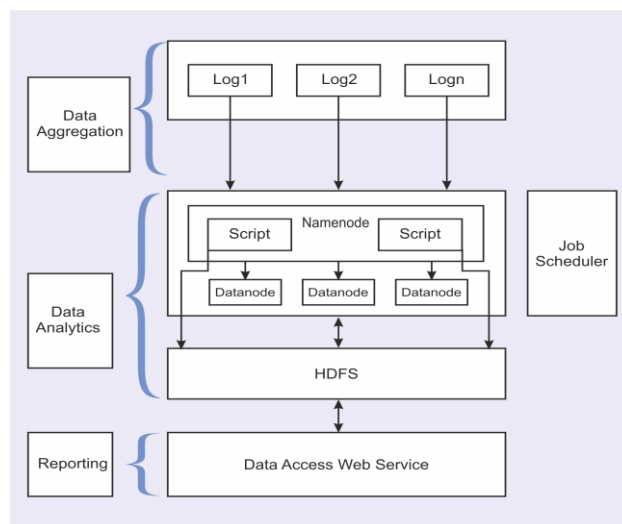 Log1
Log2
Logn
Data
Aggregation
Namenode
Script
Script
Job
Scheduler
Datanode
Datanode
Datanode
Data
Analytics
HDFS
Reporting
Data Access Web Service